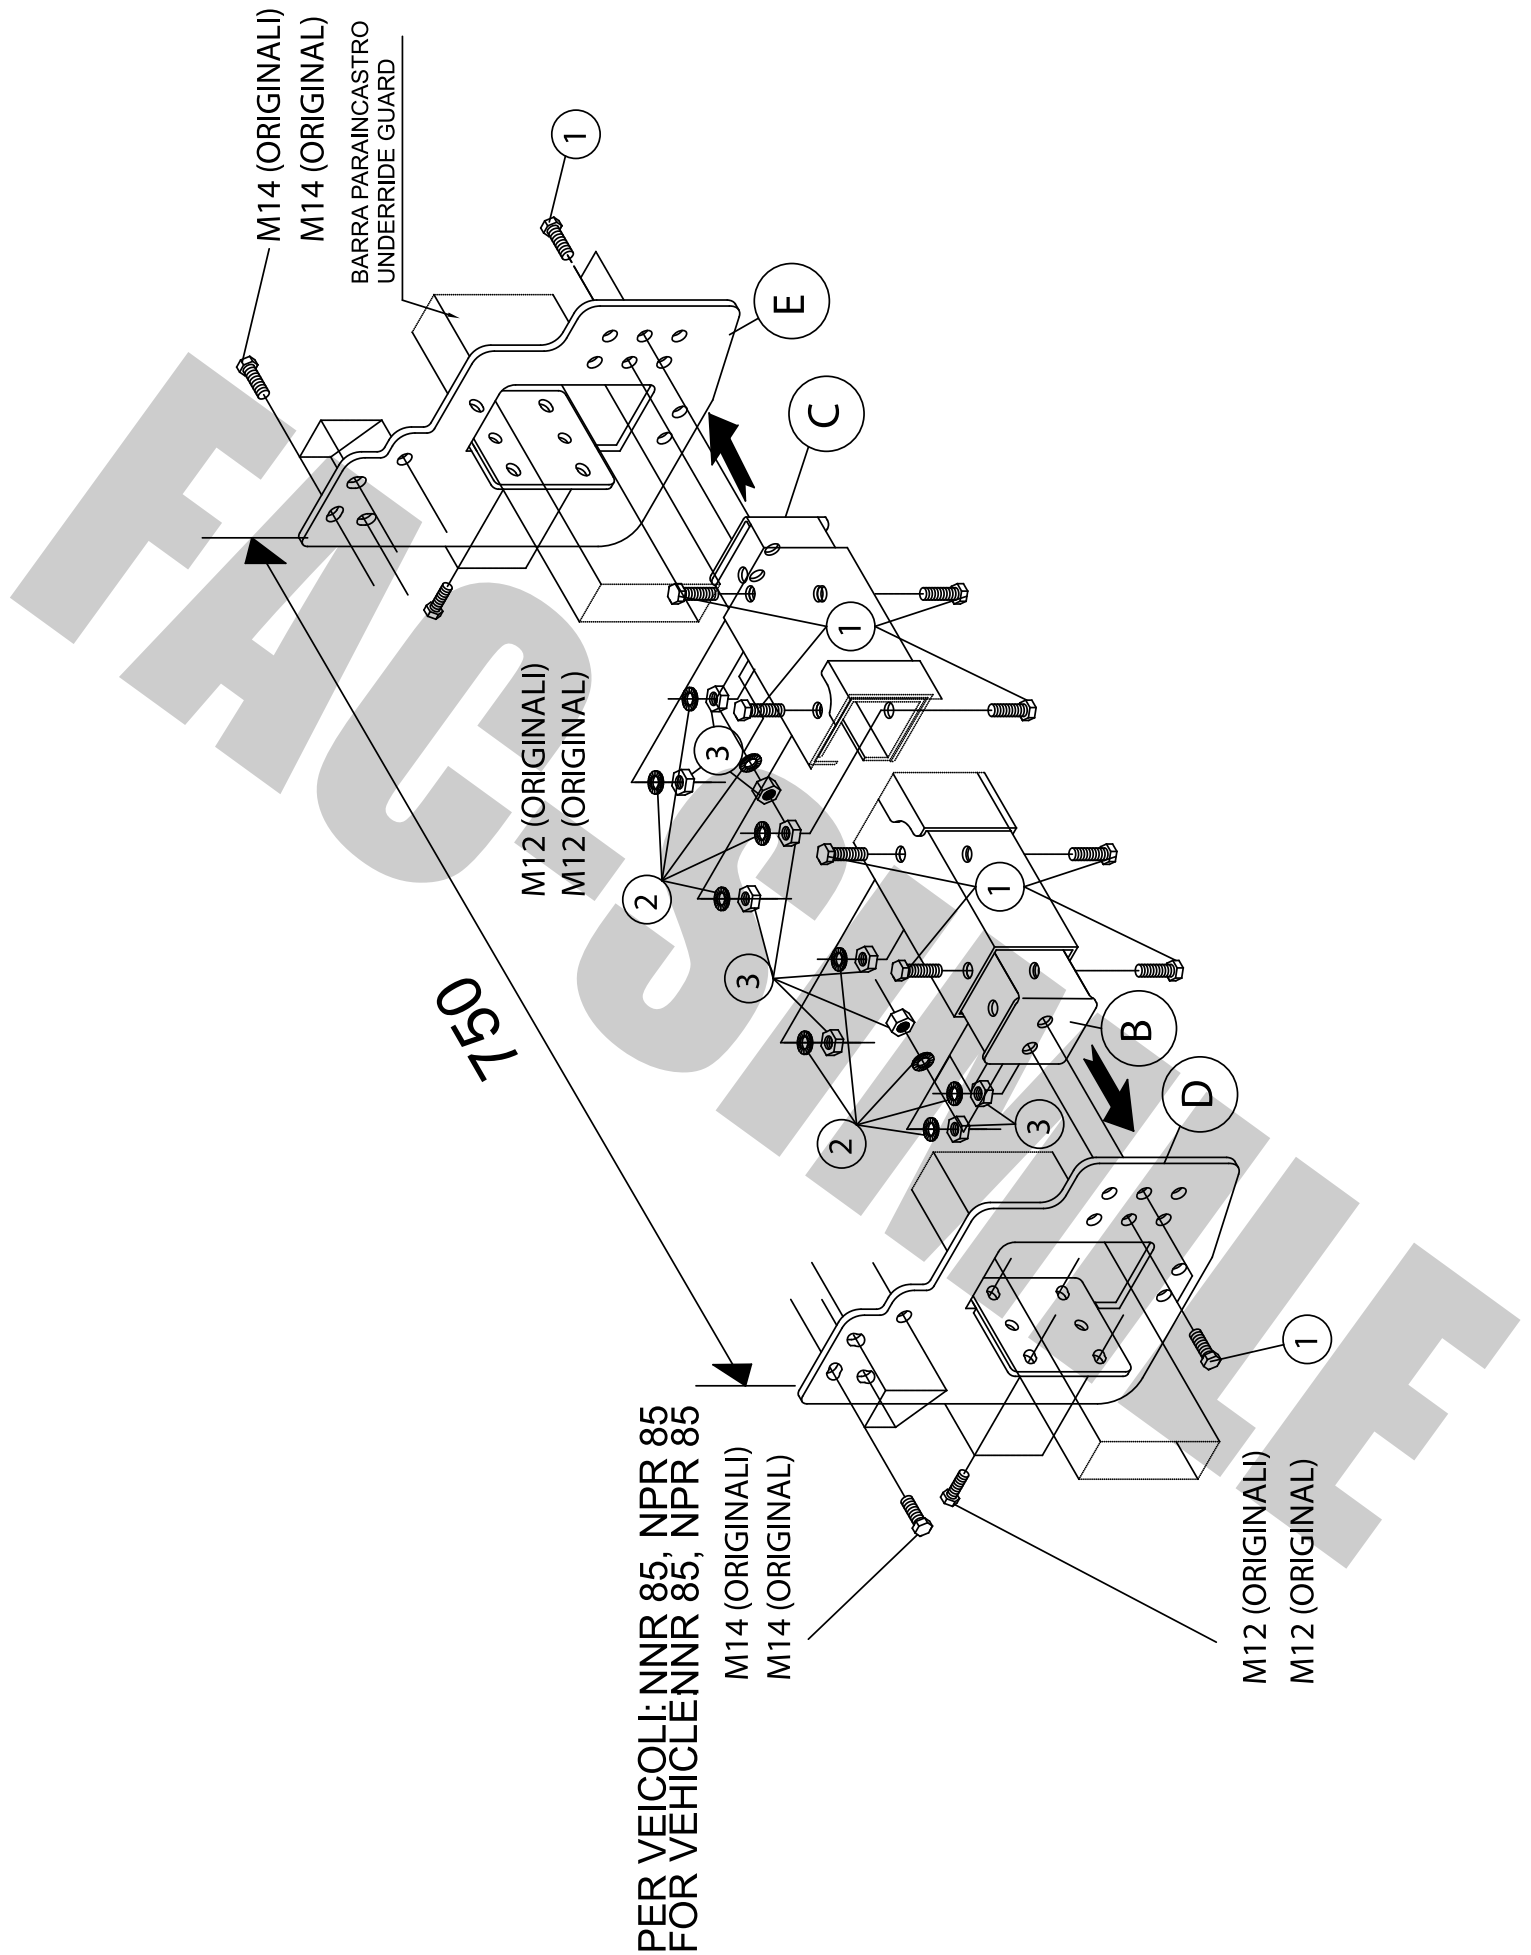 M14 (ORIGINALI)
M14 (ORIGINAL)
BARRA PARAINCASTRO
UNDERRIDE GUARD
1
E
C
1
M12 (ORIGINALI)
M12 (ORIGINAL)
3
2
1
3
750
B
D
2
3
1
PER VEICOLI: NNR 85, NPR 85
FOR VEHICLE:NNR 85, NPR 85
M14 (ORIGINALI)
M14 (ORIGINAL)
M12 (ORIGINALI)
M12 (ORIGINAL)
FAC-SIMILE